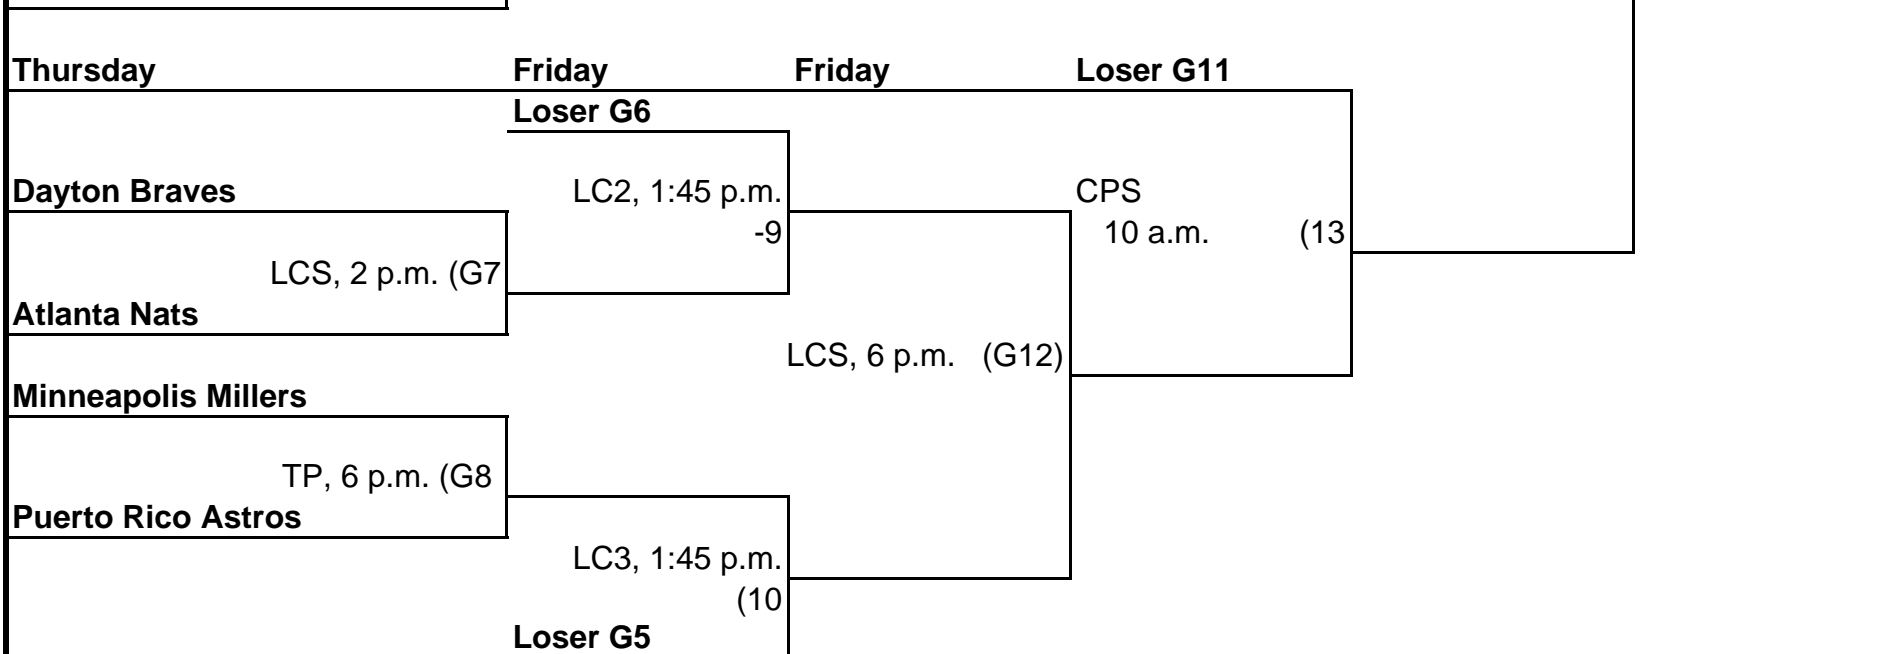 Thursday Friday Friday Loser G11
Loser G6
Dayton Braves LC2, 1:45 p.m. CPS
-9 10 a.m. (13
LCS, 2 p.m. (G7
Atlanta Nats
LCS, 6 p.m. (G12)
Minneapolis Millers
TP, 6 p.m. (G8
Puerto Rico Astros
LC3, 1:45 p.m.
(10
Loser G5